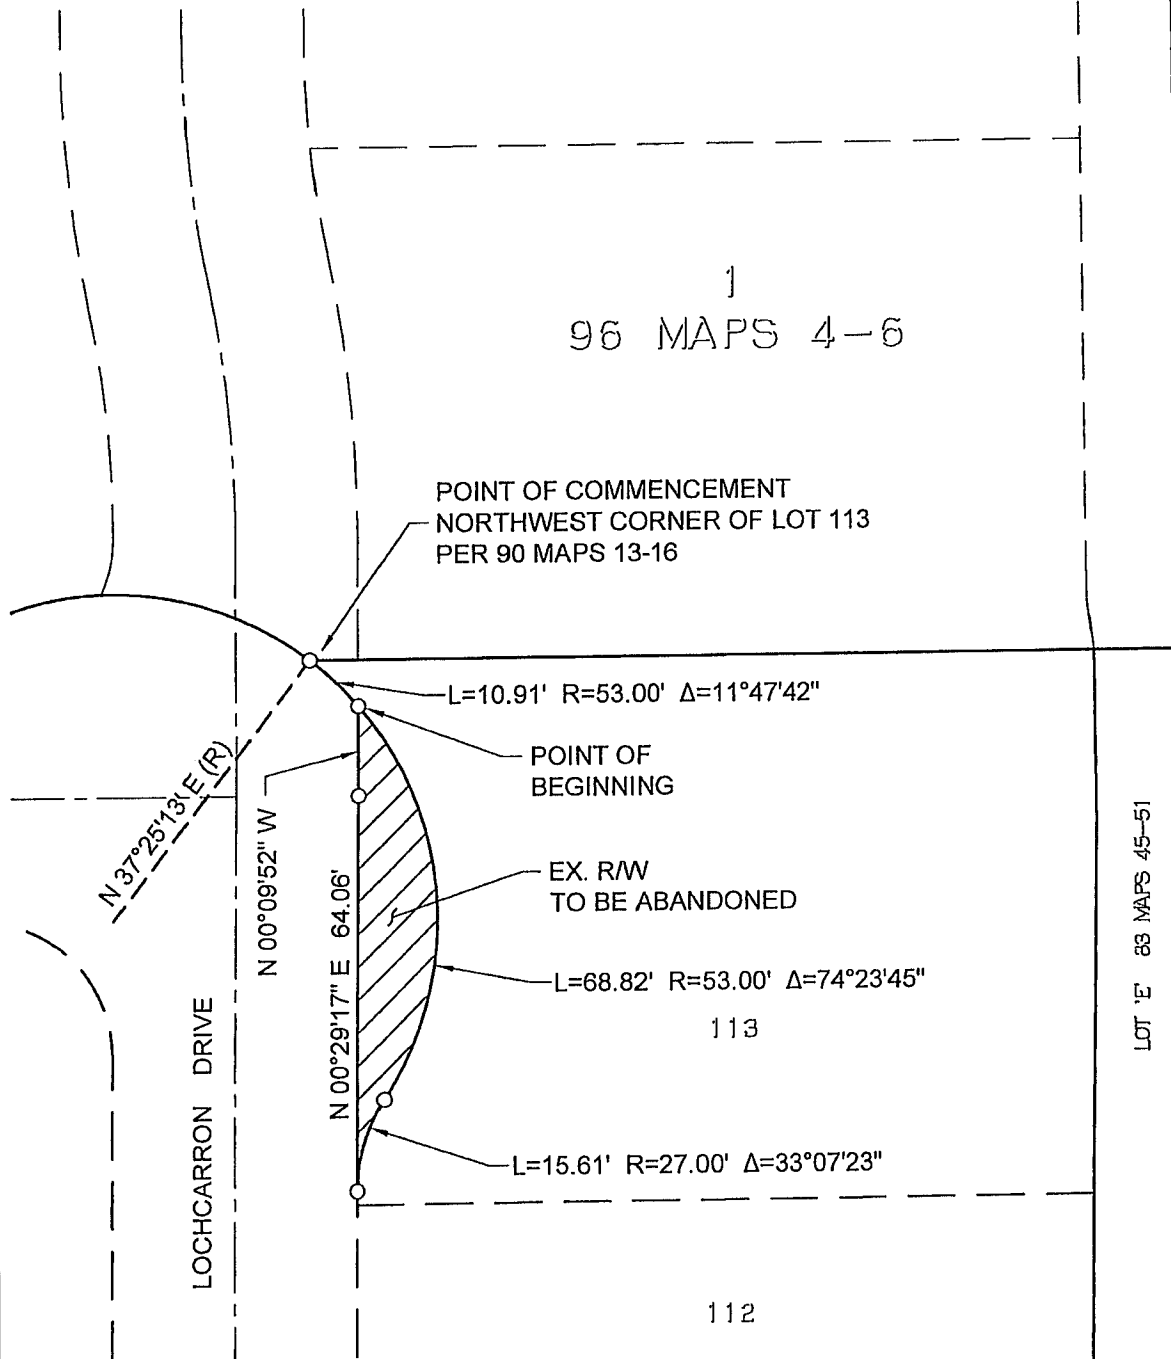 1
96 MAPS 4-6
POINT OF COMMENCEMENT
NORTHWEST CORNER OF LOT 113
PER 90 MAPS 13-16
L=10.91' R=53.00' Δ=11°47'42"
POINT OF
BEGINNING
N 37°25'13' E (R)
N 00°09'52" W
EX. R/W
TO BE ABANDONED
N 00°29'17" E 64.06'
L=68.82' R=53.00' Δ=74°23'45"
113
LOT 'E' 83 MAPS 45-51
LOCHCARRON DRIVE
L=15.61' R=27.00' Δ=33°07'23"
112